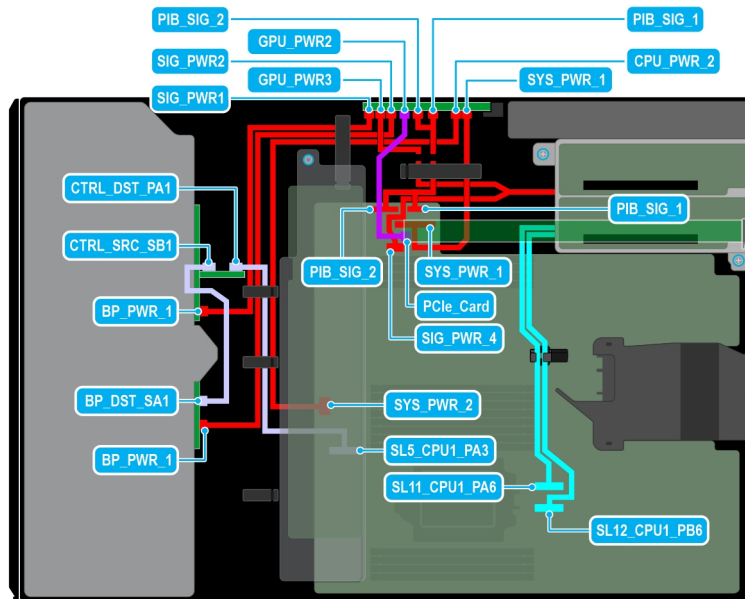 PIB_SIG_2
PIB_SIG_1
GPU_PWR2
SIG_PWR2
CPU_PWR_2
GPU_PWR3
SYS_PWR_1
SIG_PWR1
CTRL_DST_PA1
PIB_SIG_1
CTRL_SRC_SB1
PIB_SIG_2
SYS_PWR_1
BP_PWR_1
PCIe_Card
SIG_PWR_4
BP_DST_SA1
SYS_PWR_2
BP_PWR_1
SL5_CPU1_PA3
SL11_CPU1_PA6
SL12_CPU1_PB6